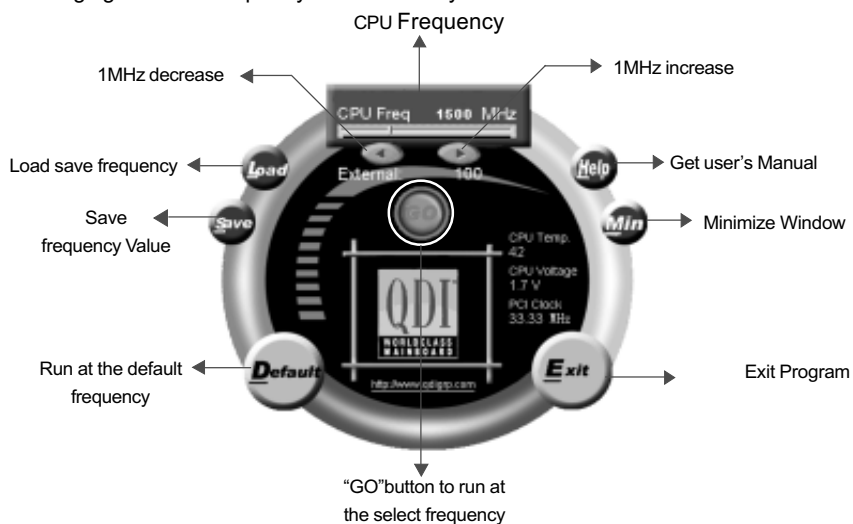 CPU Frequency
1MHz decrease
1MHz increase
CPU Freq 1500 MHz
Load save frequency
Load
External: 100
Help
Get user's Manual
GO
Save
frequency Value
Save
Min
Minimize Window
CPU Temp.
42
CPU Voltage
1.7 V
PCI Clock
33.33 MHz
QDI
WORLDCLASS
MAINBOARD
Run at the default
frequency
Default
Exit
Exit Program
http://www.qdigrp.com
“GO”button to run at
the select frequency